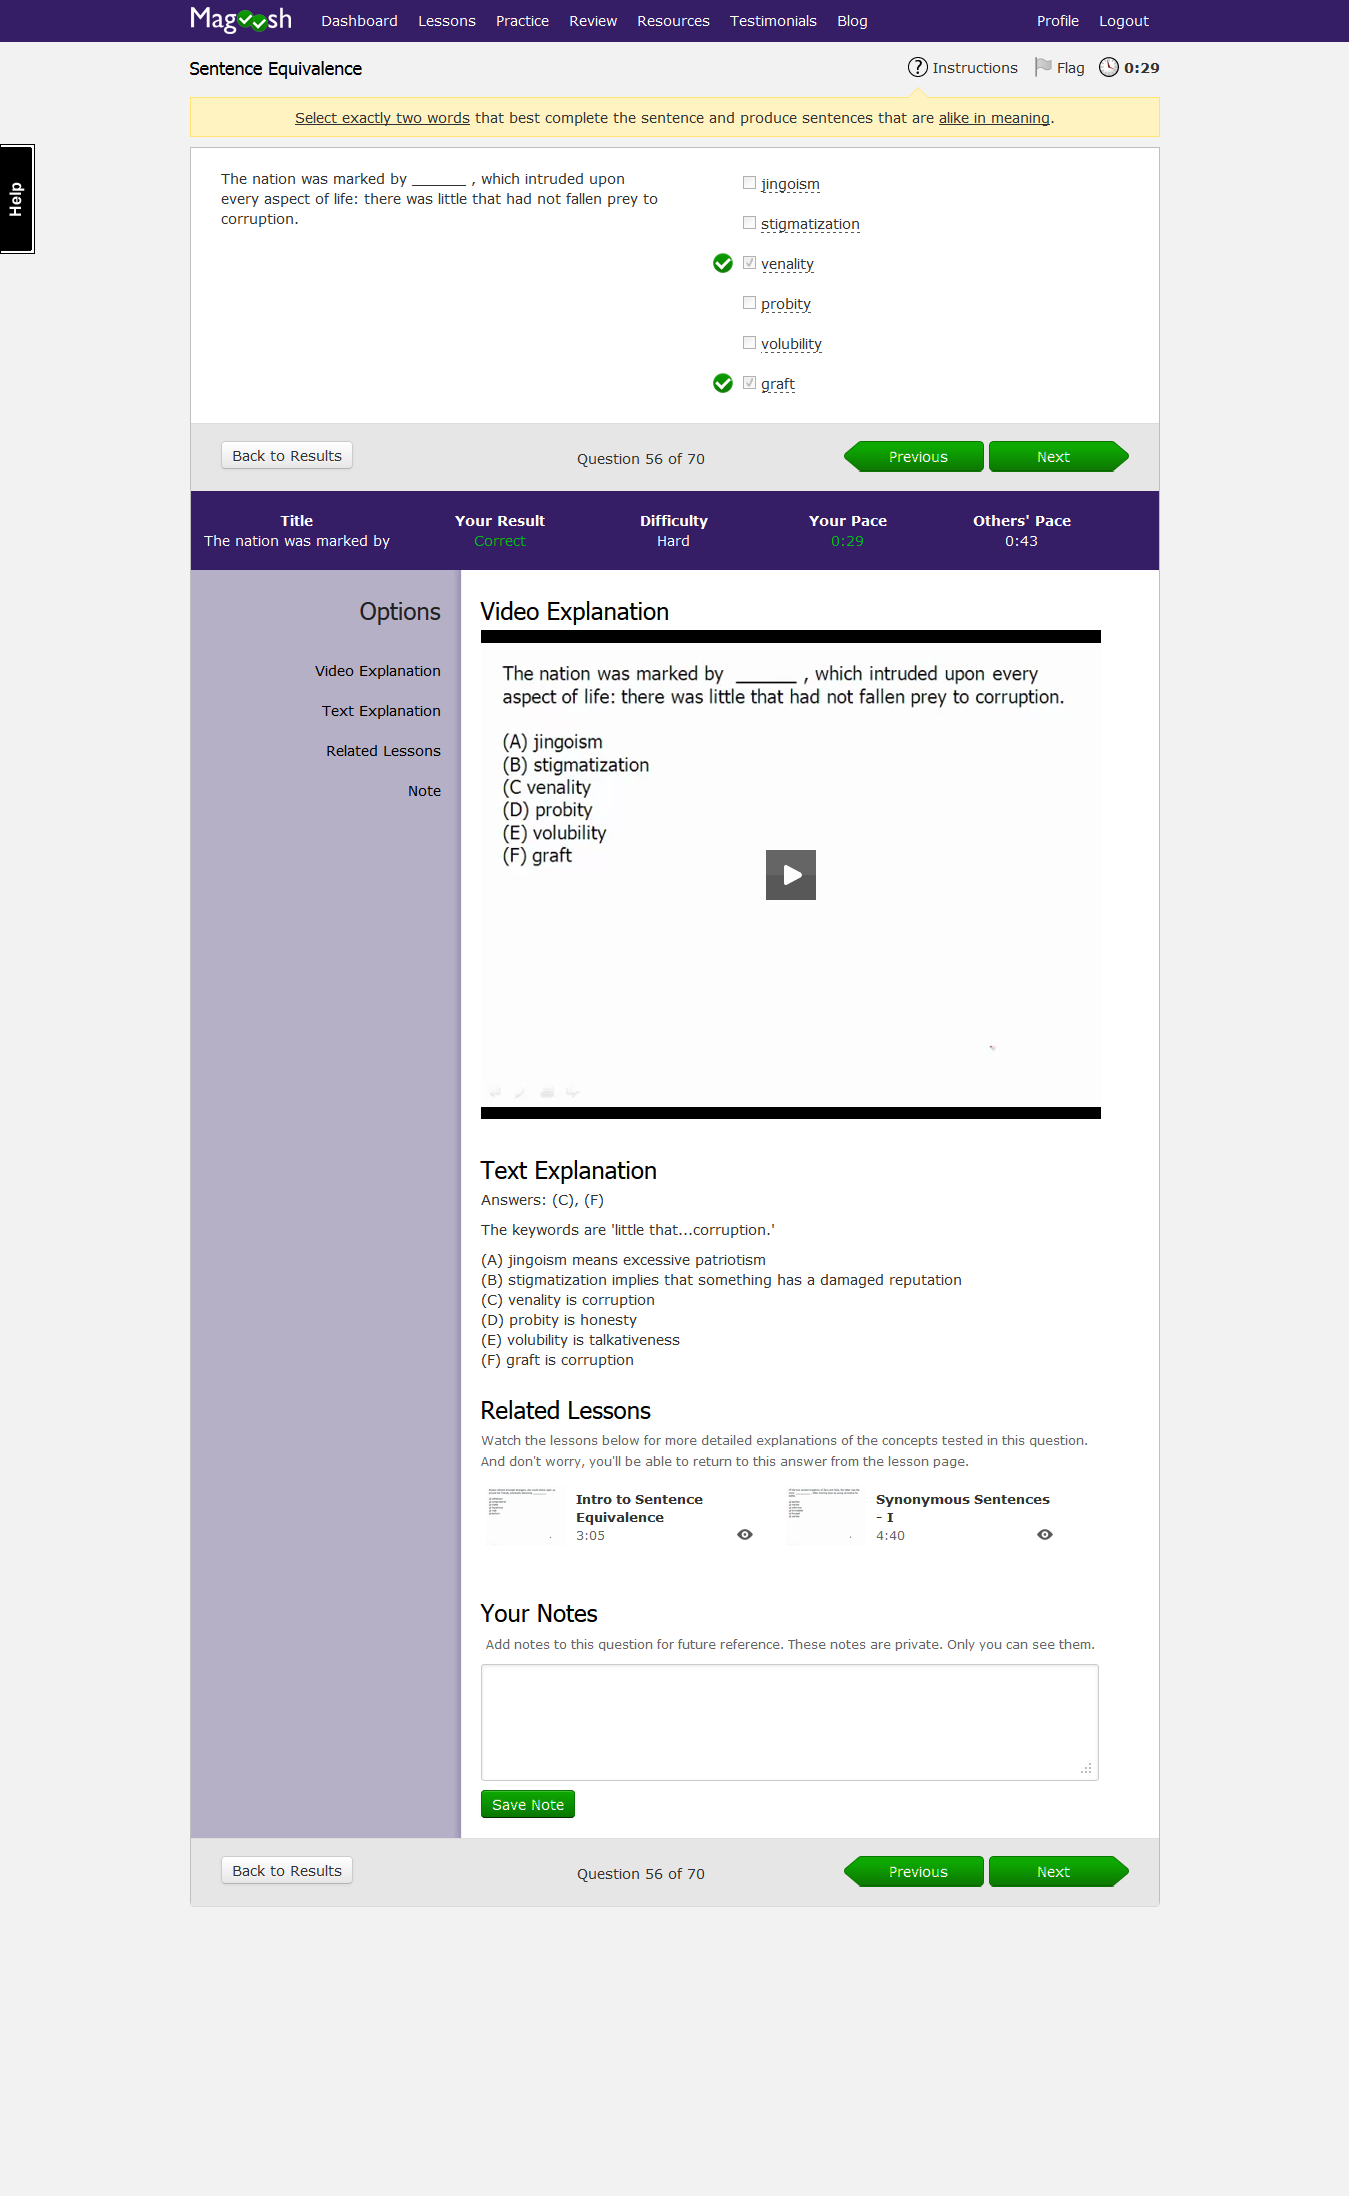 Magoosh Dashboard Lessons Practice Review Resources Testimonials Blog Profile Logout
Sentence Equivalence
? Instructions Flag 0:29
Select exactly two words that best complete the sentence and produce sentences that are alike in meaning.
Help
The nation was marked by _______ , which intruded upon
every aspect of life: there was little that had not fallen prey to
corruption.
jingoism
stigmatization
venality
probity
volubility
graft
Back to Results Question 56 of 70 Previous Next
Title Your Result Difficulty Your Pace Others' Pace
The nation was marked by Correct Hard 0:29 0:43
Options
Video Explanation
Text Explanation
Related Lessons
Note
Video Explanation
The nation was marked by ______ , which intruded upon every
aspect of life: there was little that had not fallen prey to corruption.
(A) jingoism
(B) stigmatization
(C venality
(D) probity
(E) volubility
(F) graft
Text Explanation
Answers: (C), (F)
The keywords are 'little that...corruption.'
(A) jingoism means excessive patriotism
(B) stigmatization implies that something has a damaged reputation
(C) venality is corruption
(D) probity is honesty
(E) volubility is talkativeness
(F) graft is corruption
Related Lessons
Watch the lessons below for more detailed explanations of the concepts tested in this question.
And don't worry, you'll be able to return to this answer from the lesson page.
Intro to Sentence
Equivalence
3:05
Synonymous Sentences
- I
4:40
Your Notes
Add notes to this question for future reference. These notes are private. Only you can see them.
Save Note
Back to Results Question 56 of 70 Previous Next